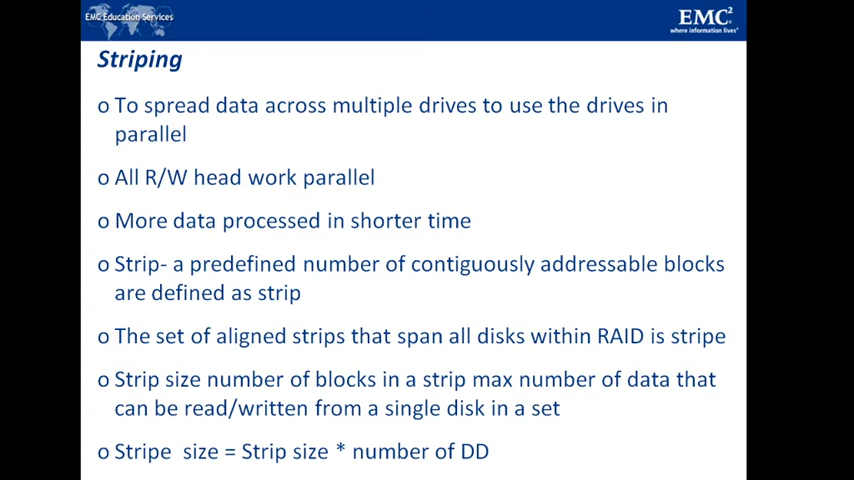 EMC Education Services
EMC²
where information lives®
Striping
o To spread data across multiple drives to use the drives in
parallel
o All R/W head work parallel
o More data processed in shorter time
o Strip- a predefined number of contiguously addressable blocks
are defined as strip
o The set of aligned strips that span all disks within RAID is stripe
o Strip size number of blocks in a strip max number of data that
can be read/written from a single disk in a set
o Stripe  size = Strip size * number of DD